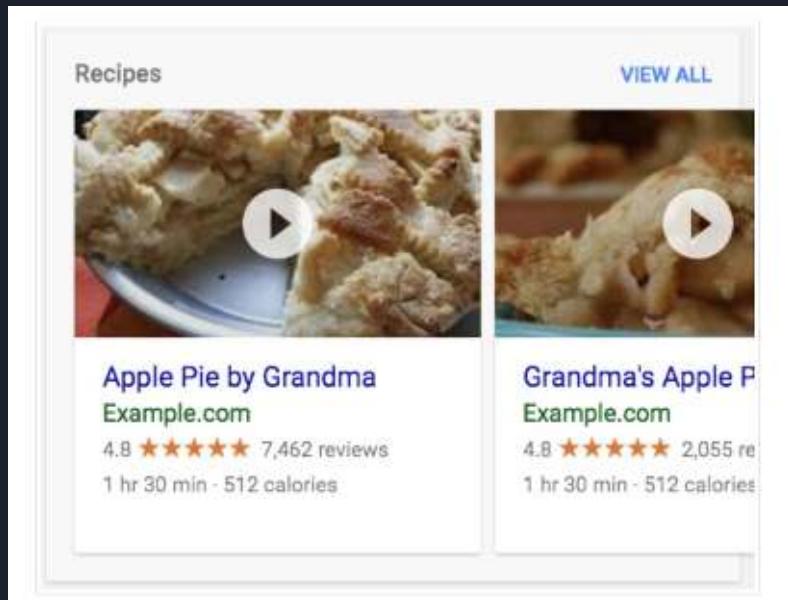 Recipes
VIEW ALL
Apple Pie by Grandma
Example.com
4.8 ★★★★★ 7,462 reviews
1 hr 30 min · 512 calories
Grandma's Apple P
Example.com
4.8 ★★★★★ 2,055 re
1 hr 30 min · 512 calories